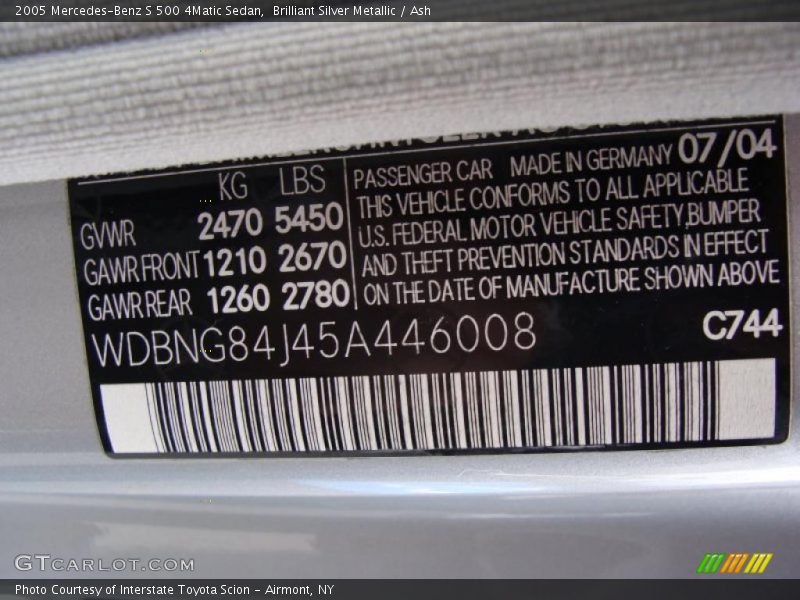 2005 Mercedes-Benz S 500 4Matic Sedan,  Brilliant Silver Metallic / Ash
KG LBS
GVWR 2470 5450
GAWR FRONT 1210 2670
GAWR REAR 1260 2780
PASSENGER CAR MADE IN GERMANY 07/04
THIS VEHICLE CONFORMS TO ALL APPLICABLE
U.S. FEDERAL MOTOR VEHICLE SAFETY,BUMPER
AND THEFT PREVENTION STANDARDS IN EFFECT
ON THE DATE OF MANUFACTURE SHOWN ABOVE
WDBNG84J45A446008 C744
GTCARLOT.COM
Photo Courtesy of Interstate Toyota Scion - Airmont, NY